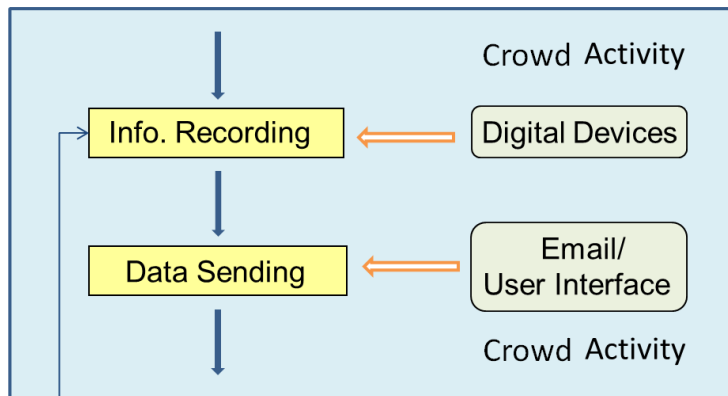 Crowd Activity
Info. Recording
Digital Devices
Data Sending
Email/
User Interface
Crowd Activity